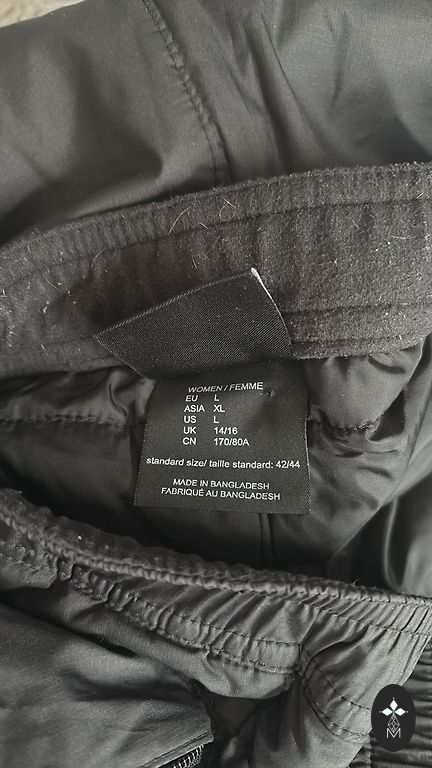 WOMEN / FEMME
EU L
ASIA XL
US L
UK 14/16
CN 170/80A
standard size/ taille standard: 42/44
MADE IN BANGLADESH
FABRIQUÉ AU BANGLADESH
M